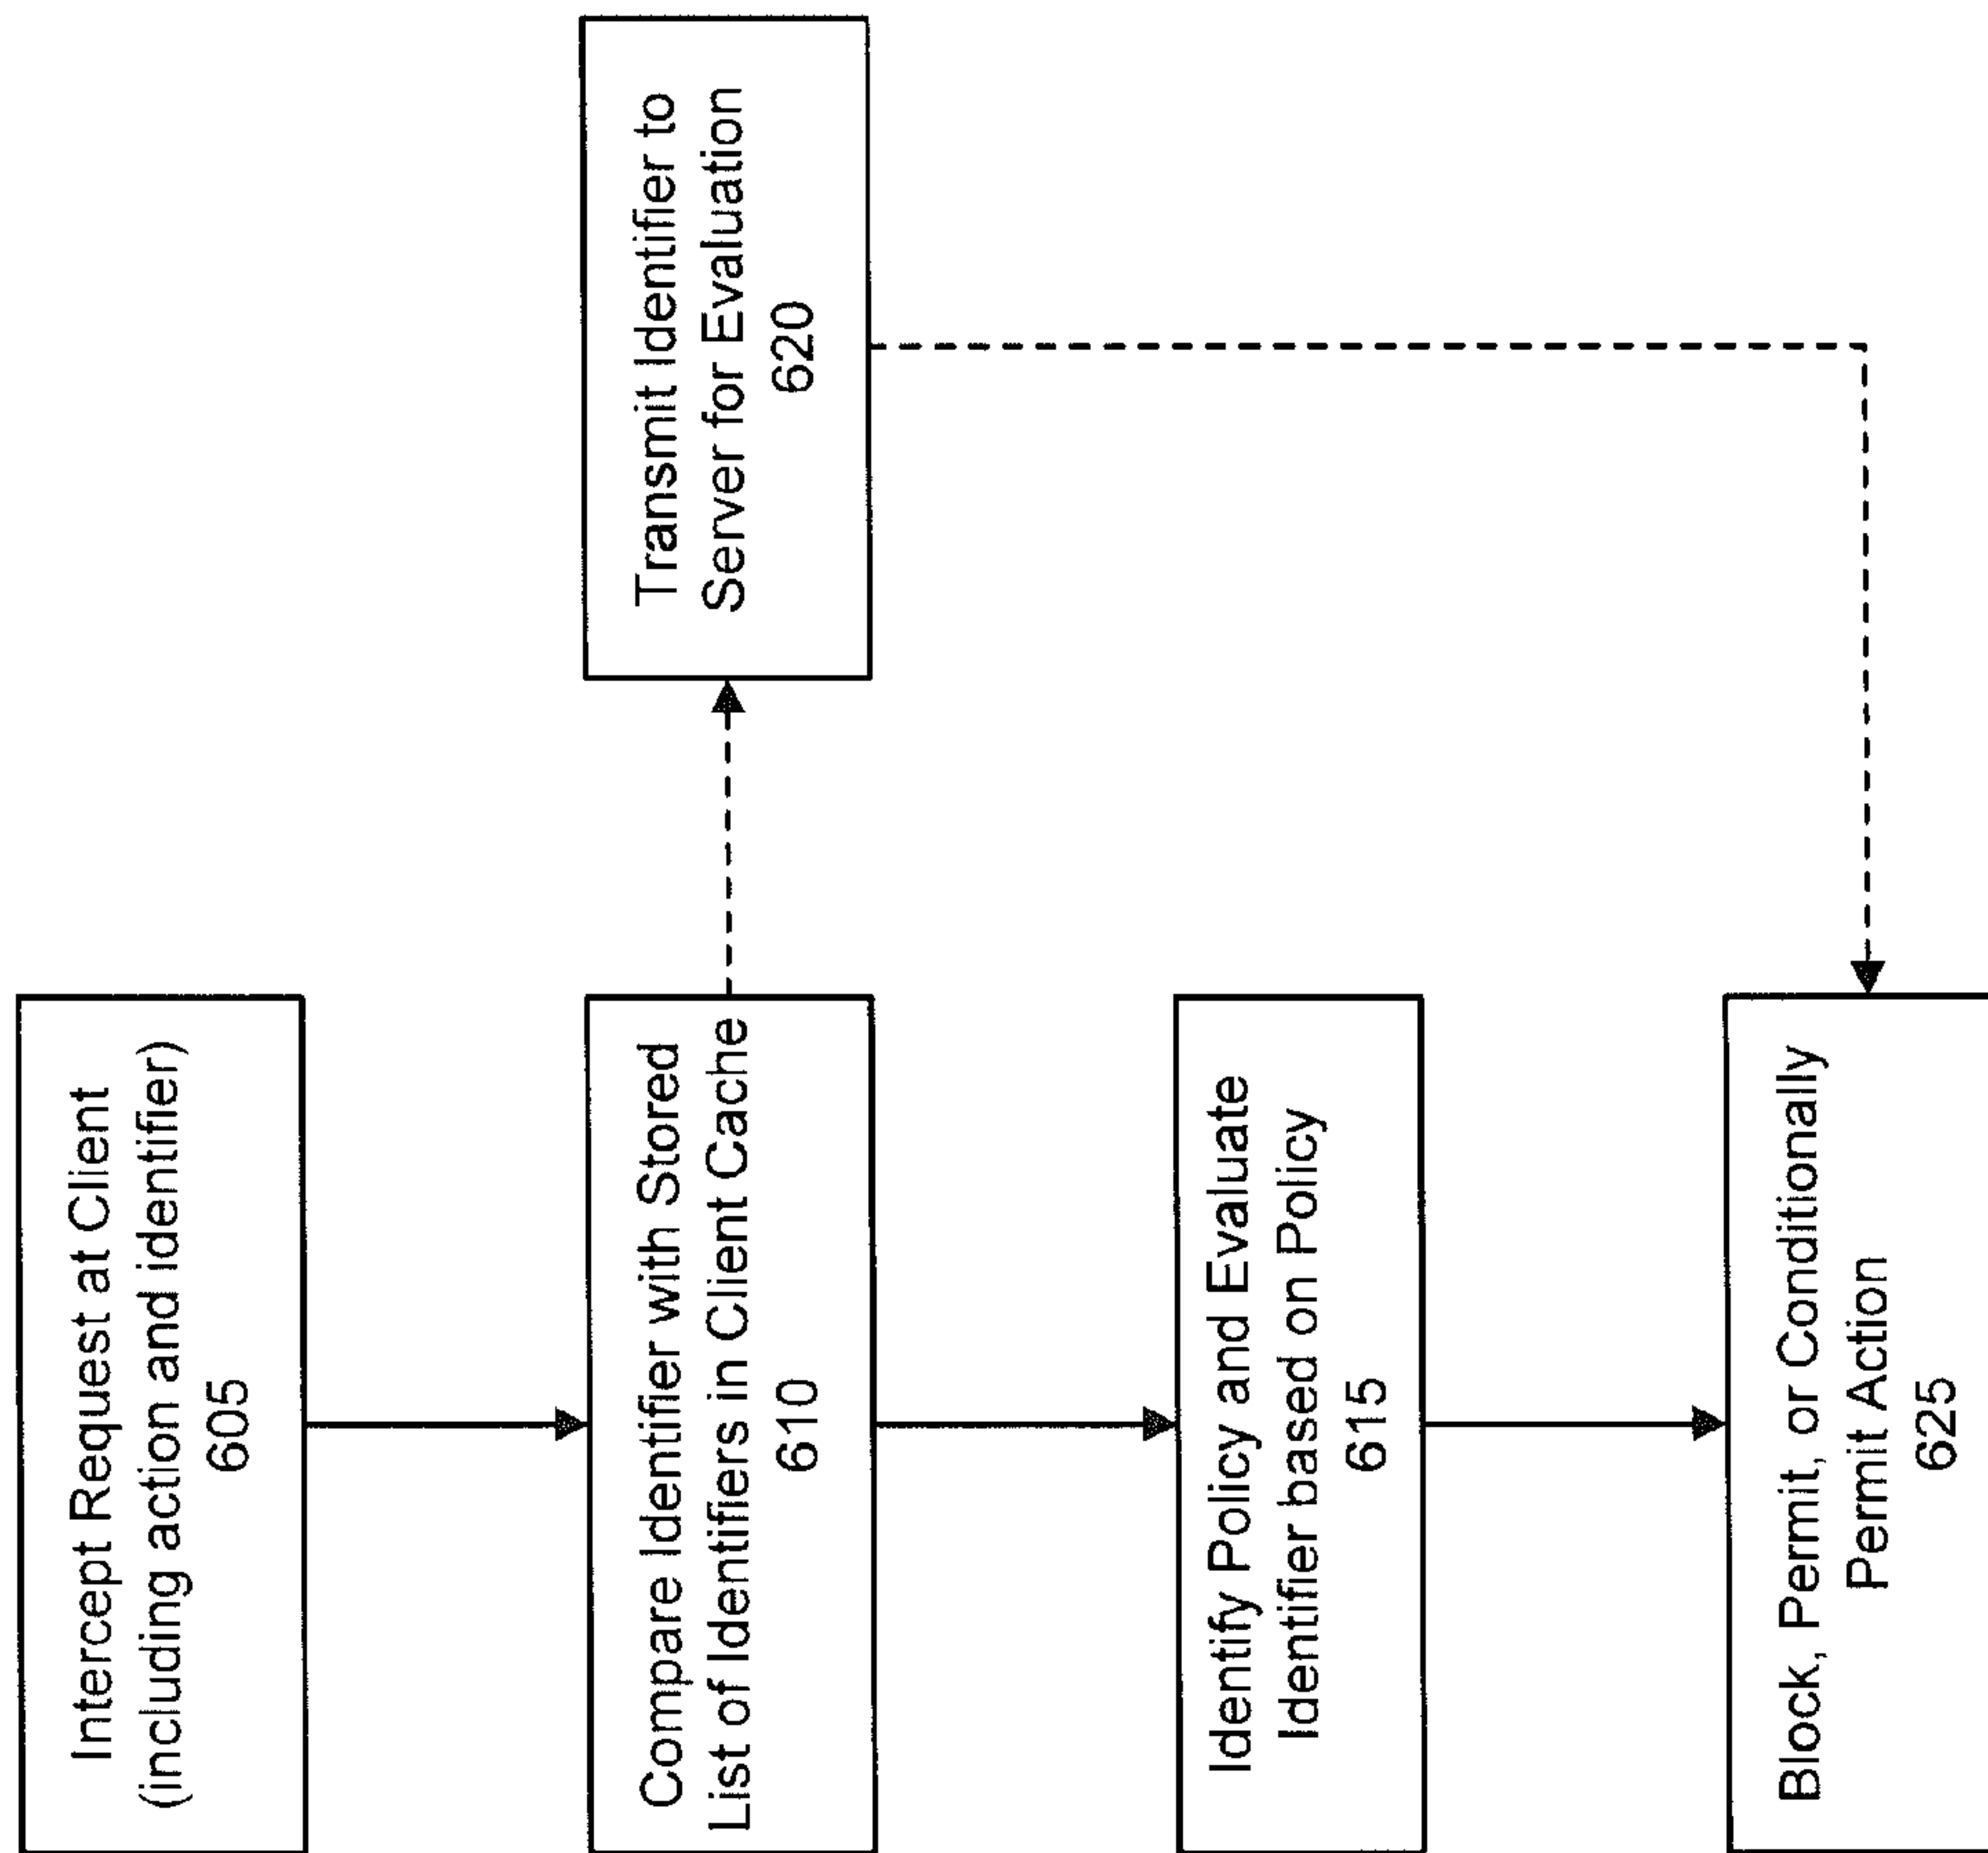 Intercept Request at Client
(including action and identifier)
605
Compare Identifier with Stored
List of Identifiers in Client Cache
610
Transmit Identifier to
Server for Evaluation
620
Identify Policy and Evaluate
Identifier based on Policy
615
Block, Permit, or Conditionally
Permit Action
625